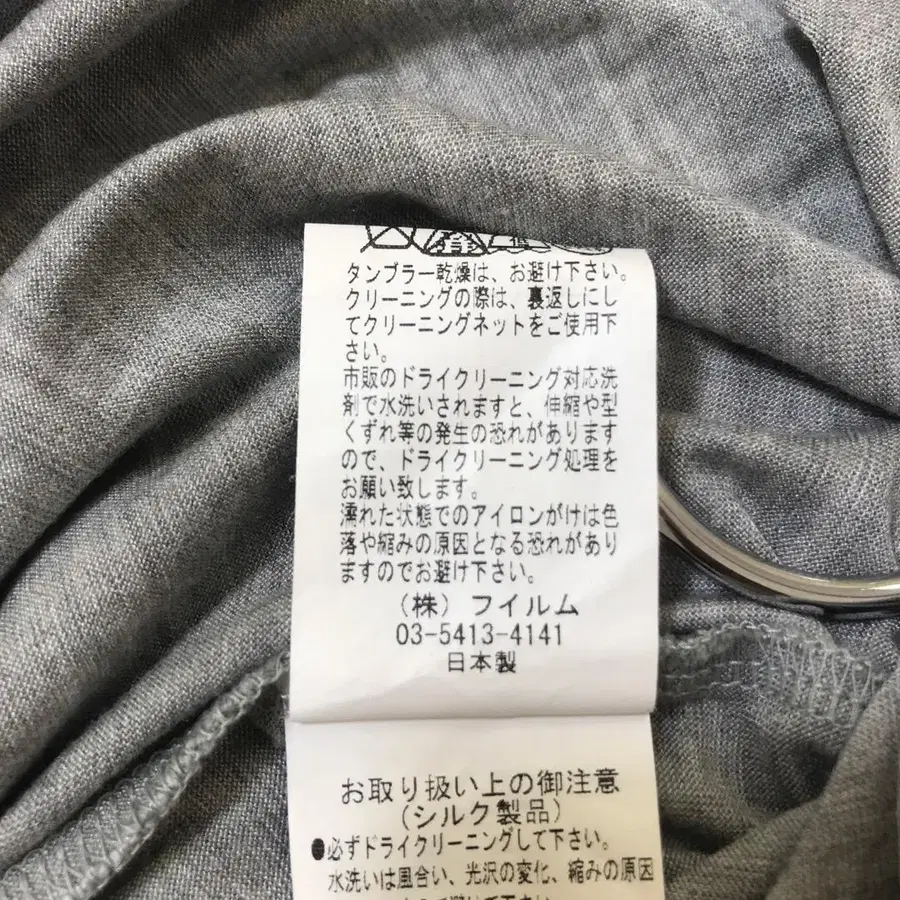 タンブラー乾燥は、お避け下さい。
クリーニングの際は、裏返しにし
てクリーニングネットをご使用下
さい。
市販のドライクリーニング対応洗
剤で水洗いされますと、伸縮や型
くずれ等の発生の恐れがあります
ので、ドライクリーニング処理を
お願い致します。
濡れた状態でのアイロンがけは色
落や縮みの原因となる恐れがあり
ますのでお避け下さい。
（株）フイルム
03-5413-4141
日本製
お取り扱い上の御注意
(シルク製品)
●必ずドライクリーニングして下さい。
水洗いは風合い、光沢の変化、縮みの原因